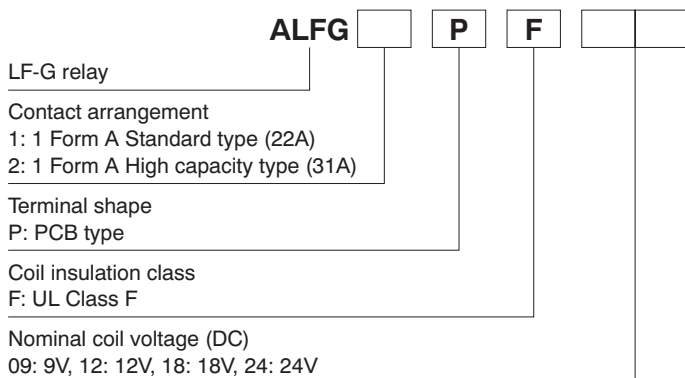 ALFG P F
LF-G relay
Contact arrangement
1: 1 Form A Standard type (22A)
2: 1 Form A High capacity type (31A)
Terminal shape
P: PCB type
Coil insulation class
F: UL Class F
Nominal coil voltage (DC)
09: 9V, 12: 12V, 18: 18V, 24: 24V